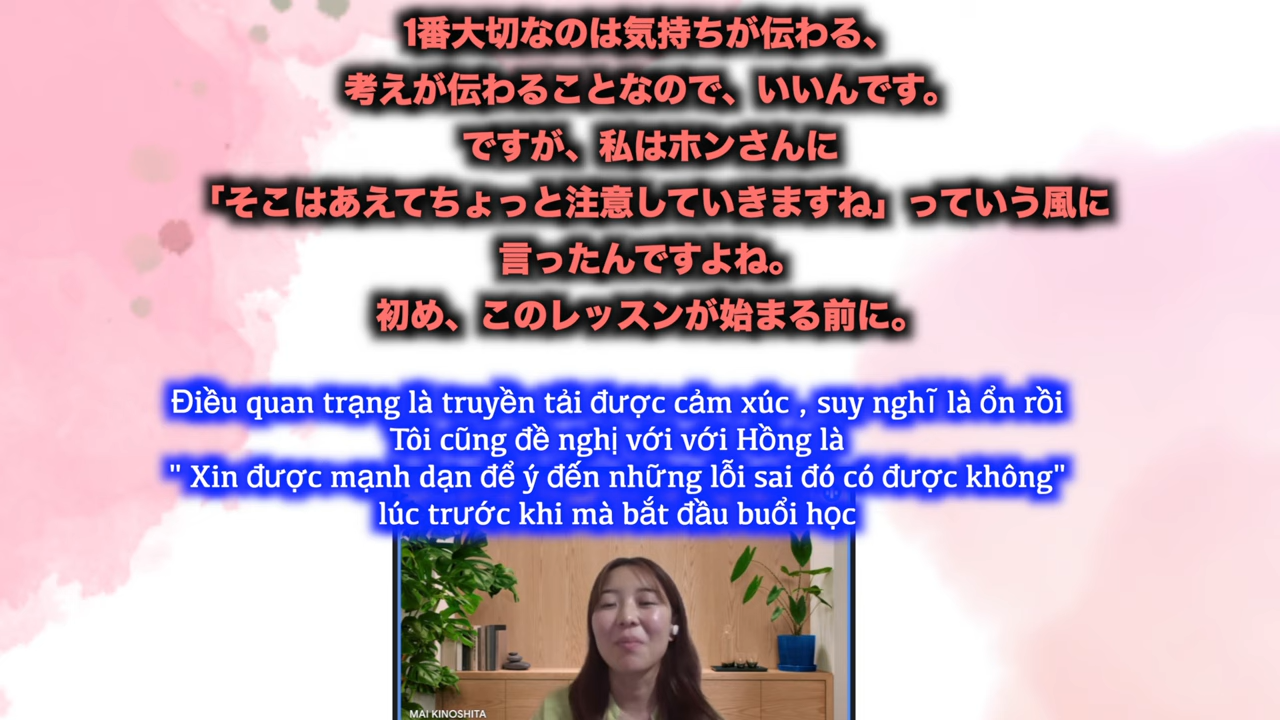 1番大切なのは気持ちが伝わる、
考えが伝わることなので、いいんです。
ですが、私はホンさんに
「そこはあえてちょっと注意していきますね」っていう風に
言ったんですよね。
初め、このレッスンが始まる前に。
Điều quan trạng là truyền tải được cảm xúc , suy nghĩ là ổn rồi
Tôi cũng đề nghị với với Hồng là
" Xin được mạnh dạn để ý đến những lỗi sai đó có được không"
lúc trước khi mà bắt đầu buổi học
MAI KINOSHITA